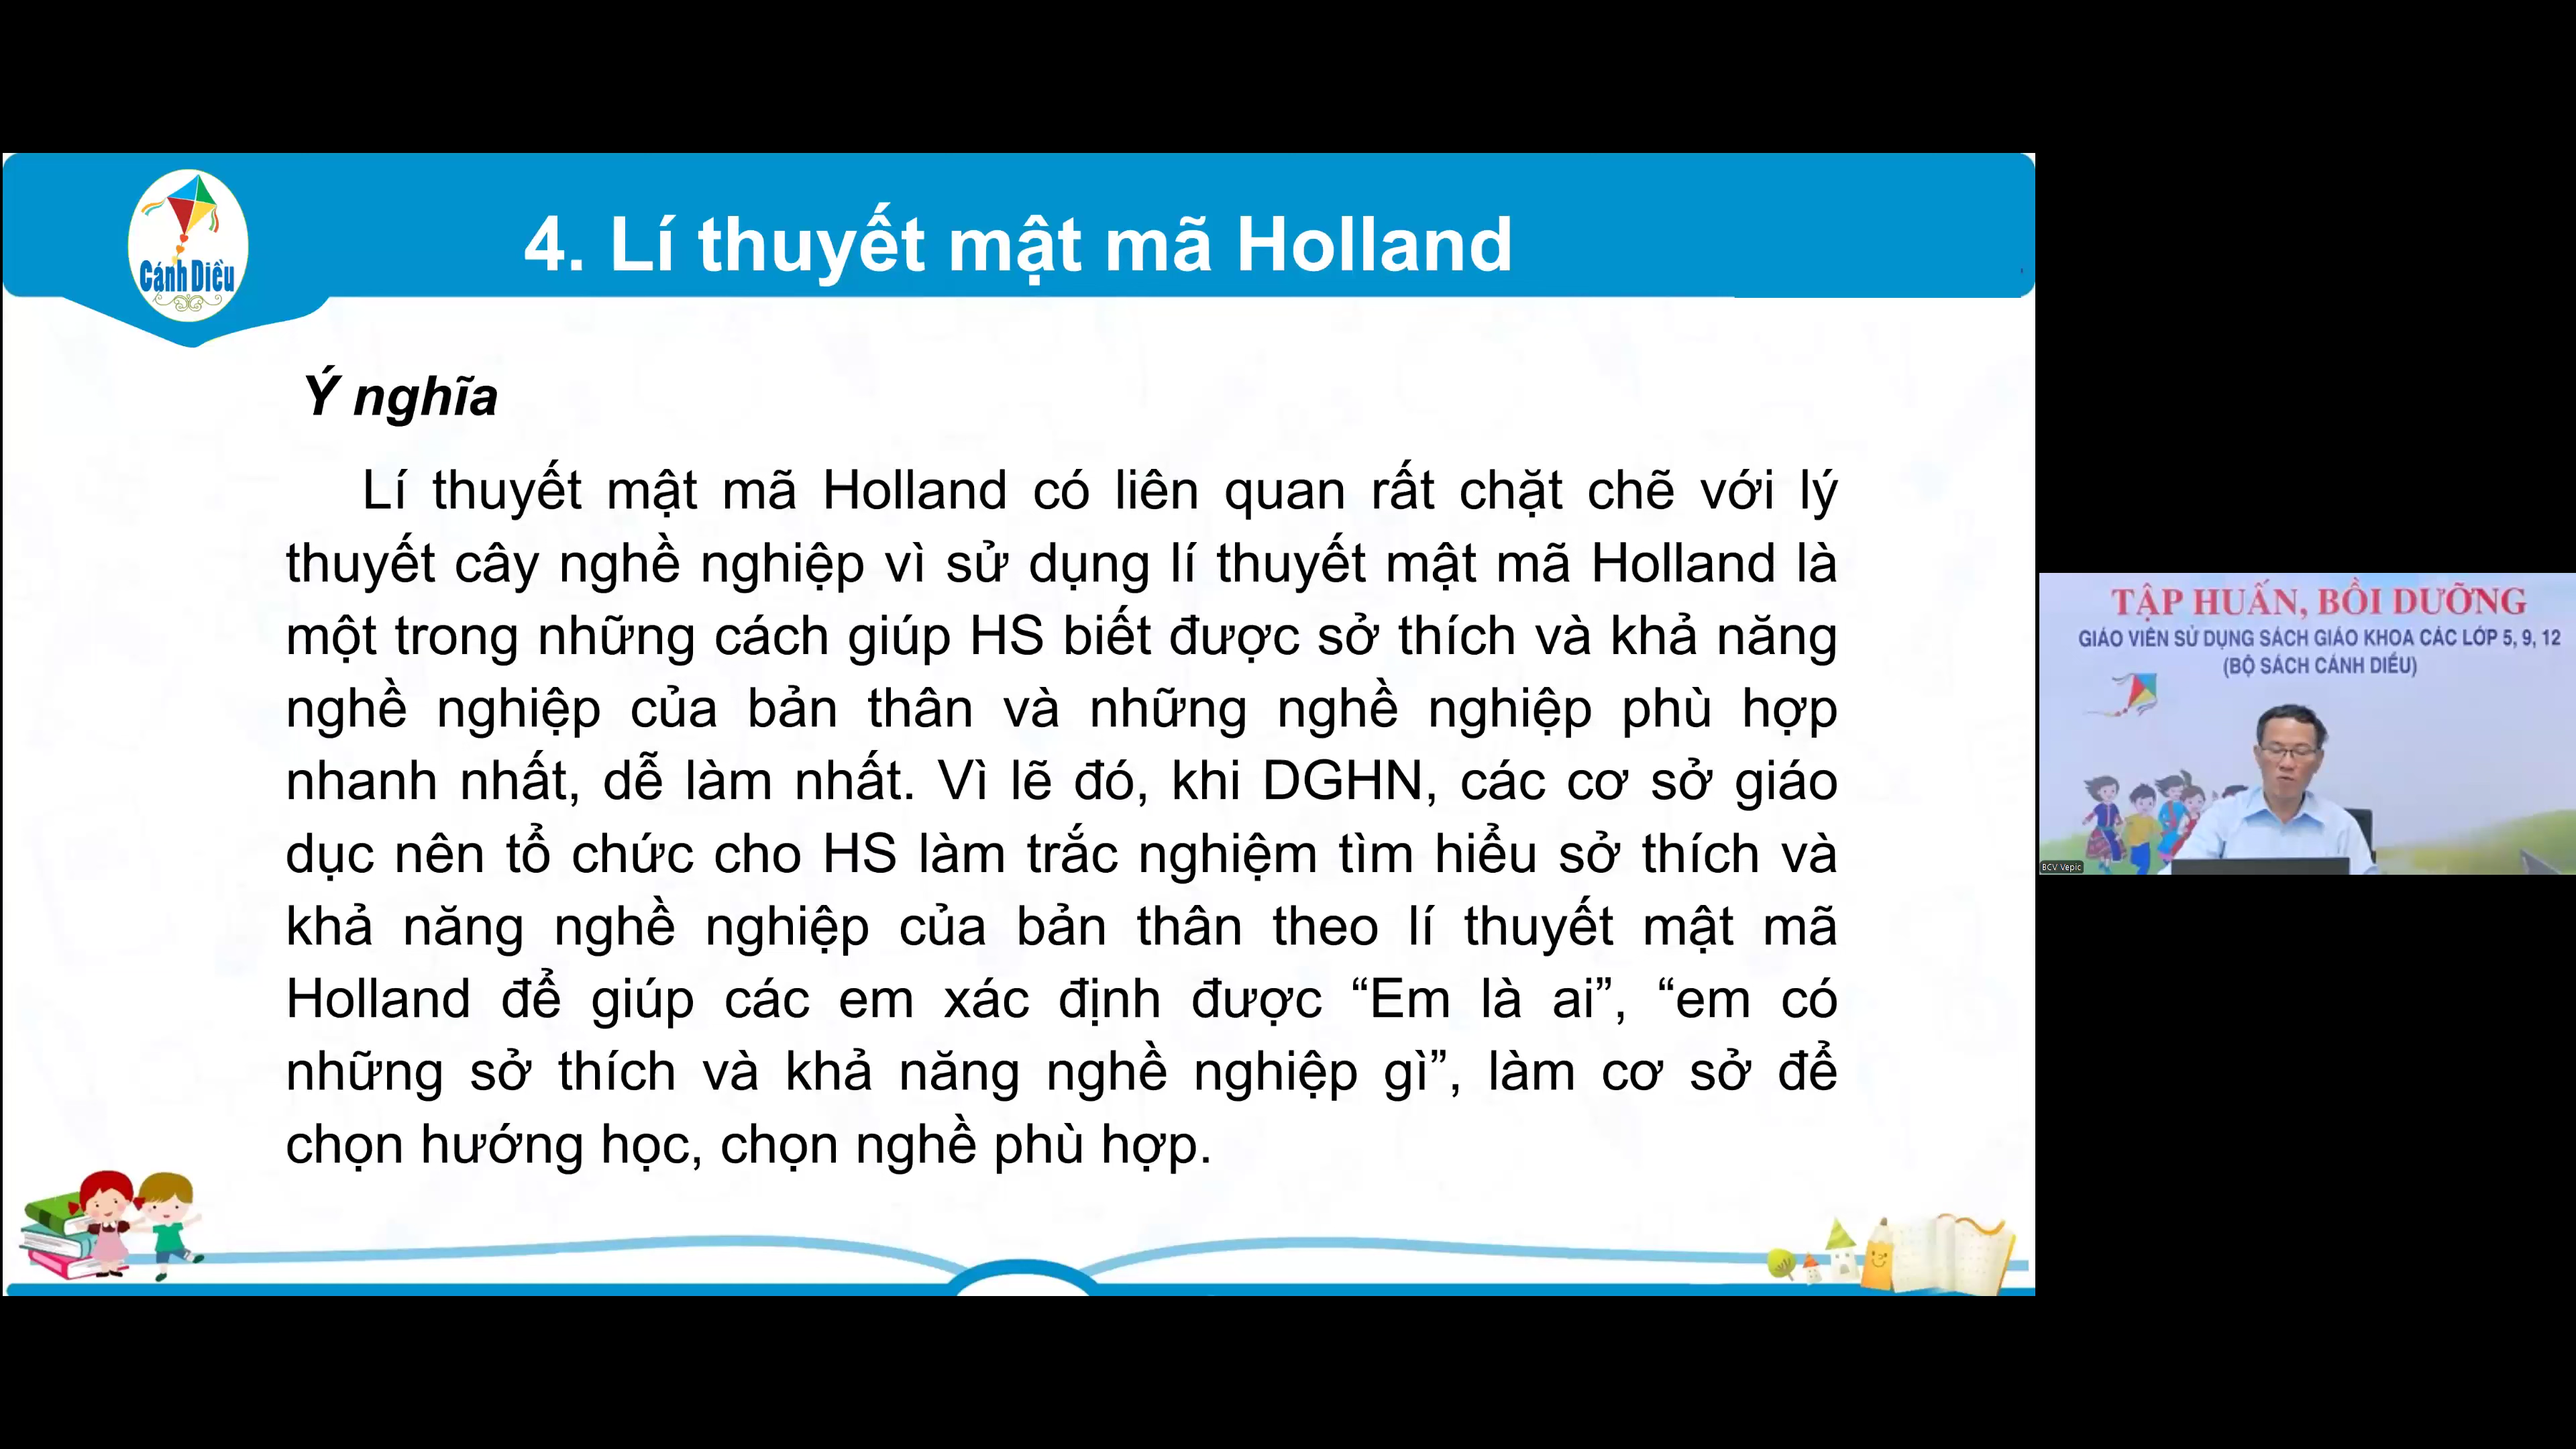 Cánh Diều
4. Lí thuyết mật mã Holland
Ý nghĩa
Lí thuyết mật mã Holland có liên quan rất chặt chẽ với lý
thuyết cây nghề nghiệp vì sử dụng lí thuyết mật mã Holland là
một trong những cách giúp HS biết được sở thích và khả năng
nghề nghiệp của bản thân và những nghề nghiệp phù hợp
nhanh nhất, dễ làm nhất. Vì lẽ đó, khi DGHN, các cơ sở giáo
dục nên tổ chức cho HS làm trắc nghiệm tìm hiểu sở thích và
khả năng nghề nghiệp của bản thân theo lí thuyết mật mã
Holland để giúp các em xác định được “Em là ai”, “em có
những sở thích và khả năng nghề nghiệp gì”, làm cơ sở để
chọn hướng học, chọn nghề phù hợp.
TẬP HUẤN, BỒI DƯỠNG
GIÁO VIÊN SỬ DỤNG SÁCH GIÁO KHOA CÁC LỚP 5, 9, 12
(BỘ SÁCH CÁNH DIỀU)
BCV Vepic